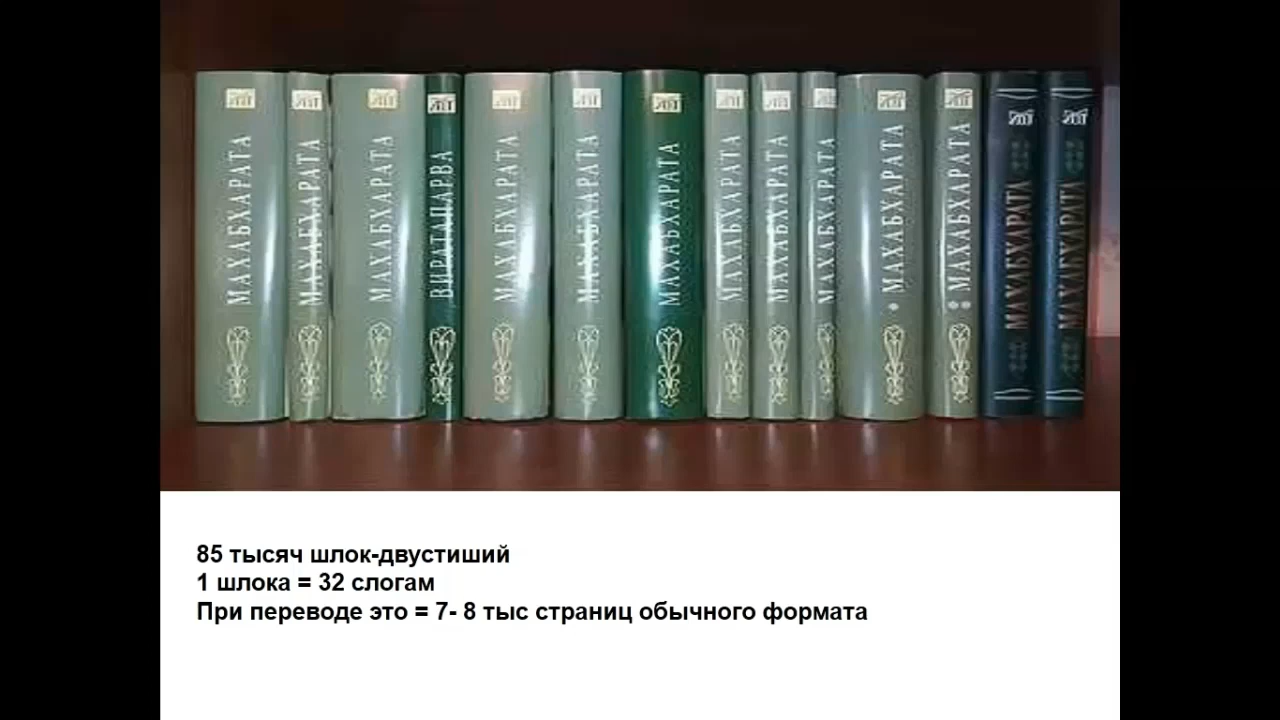 МАХАБХАРАТА
МАХАБХАРАТА
МАХАБХАРАТА
ВИРАТАПАРВА
МАХАБХАРАТА
МАХАБХАРАТА
МАХАБХАРАТА
МАХАБХАРАТА
МАХАБХАРАТА
МАХАБХАРАТА
МАХАБХАРАТА
МАХАБХАРАТА
МАХАБХАРАТА
МАХАБХАРАТА
85 тысяч шлок-двустиший
1 шлока = 32 слогам
При переводе это = 7- 8 тыс страниц обычного формата